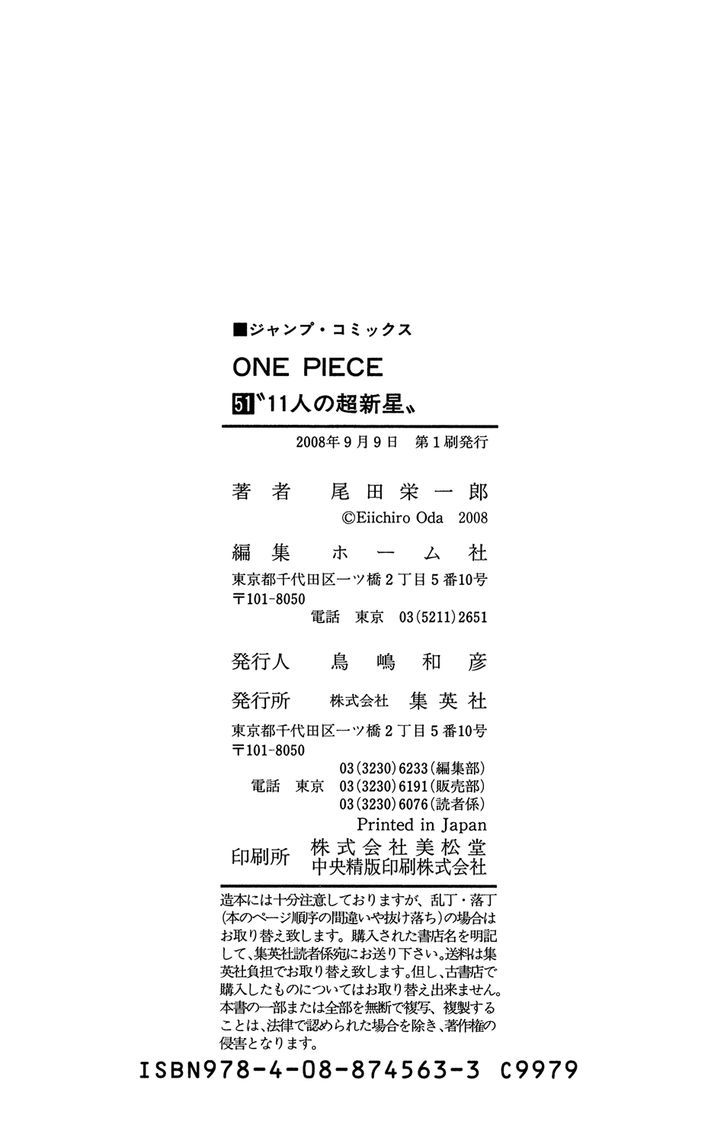 ■ジャンプ・コミックス
ONE PIECE
51〝11人の超新星〟
2008年9月9日 第1刷発行
著者 尾田栄一郎
©Eiichiro Oda 2008
編集 ホーム社
東京都千代田区一ツ橋2丁目5番10号
〒101-8050
電話 東京 03(5211)2651
発行人 鳥嶋和彦
発行所 株式会社 集英社
東京都千代田区一ツ橋2丁目5番10号
〒101-8050
03(3230)6233(編集部)
電話 東京 03(3230)6191(販売部)
03(3230)6076(読者係)
Printed in Japan
印刷所 株式会社美松堂
中央精版印刷株式会社
造本には十分注意しておりますが、乱丁・落丁
(本のページ順序の間違いや抜け落ち)の場合は
お取り替え致します。購入された書店名を明記
して、集英社読者係宛にお送り下さい。送料は集
英社負担でお取り替え致します。但し、古書店で
購入したものについてはお取り替え出来ません。
本書の一部または全部を無断で複写、複製する
ことは、法律で認められた場合を除き、著作権の
侵害となります。
ISBN978-4-08-874563-3 C9979